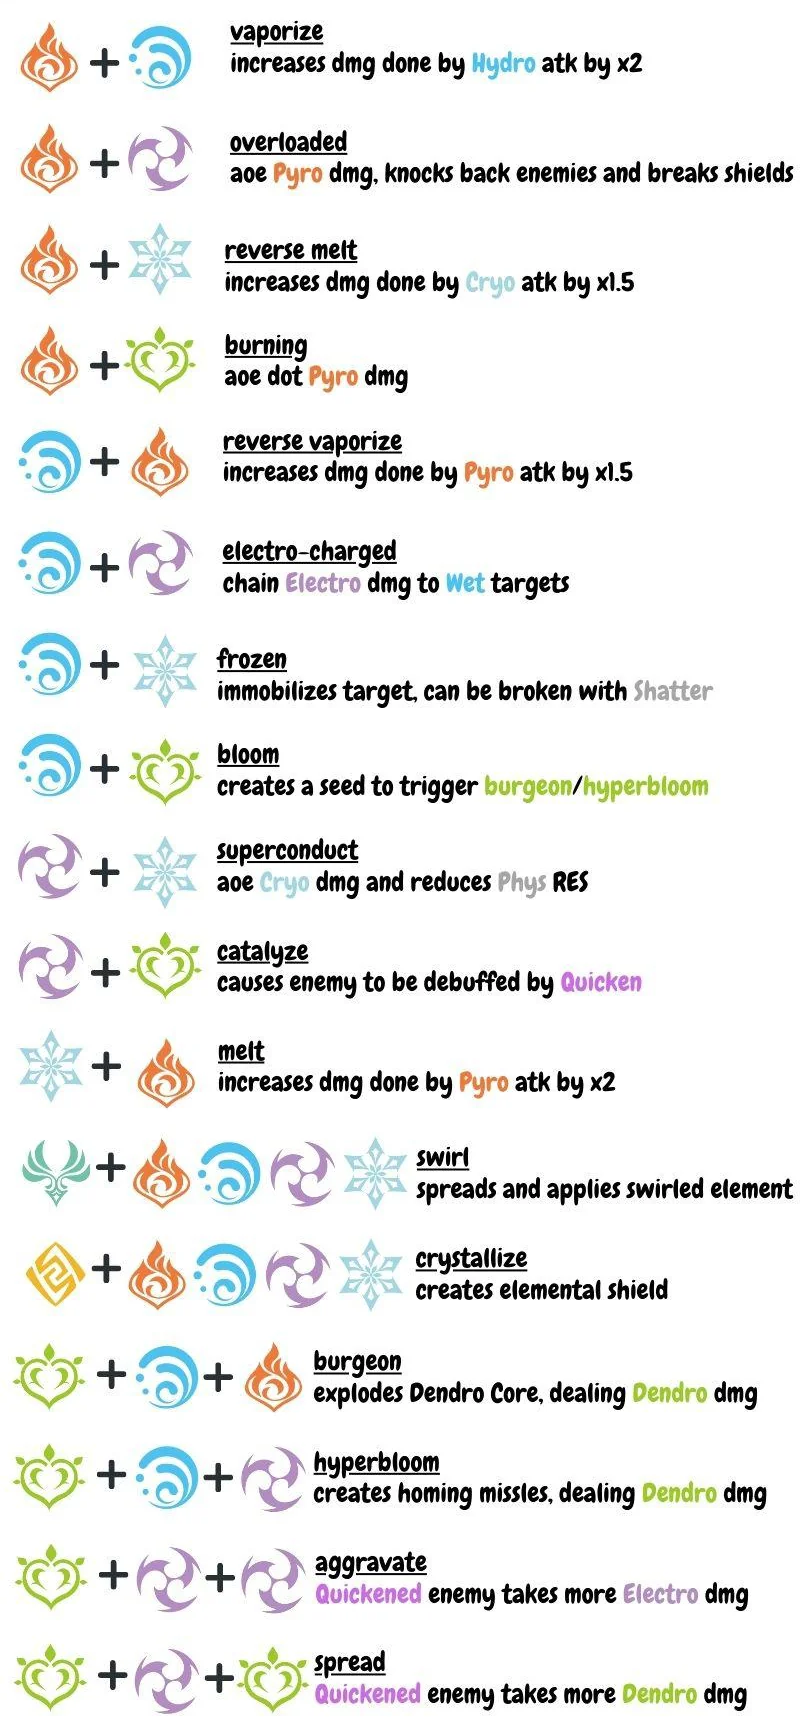 vaporize
increases dmg done by Hydro atk by x2
overloaded
aoe Pyro dmg, knocks back enemies and breaks shields
reverse melt
increases dmg done by Cryo atk by x1.5
burning
aoe dot Pyro dmg
reverse vaporize
increases dmg done by Pyro atk by x1.5
electro-charged
chain Electro dmg to Wet targets
frozen
immobilizes target, can be broken with Shatter
bloom
creates a seed to trigger burgeon/hyperbloom
superconduct
aoe Cryo dmg and reduces Phys RES
catalyze
causes enemy to be debuffed by Quicken
melt
increases dmg done by Pyro atk by x2
swirl
spreads and applies swirled element
crystallize
creates elemental shield
burgeon
explodes Dendro Core, dealing Dendro dmg
hyperbloom
creates homing missles, dealing Dendro dmg
aggravate
Quickened enemy takes more Electro dmg
spread
Quickened enemy takes more Dendro dmg